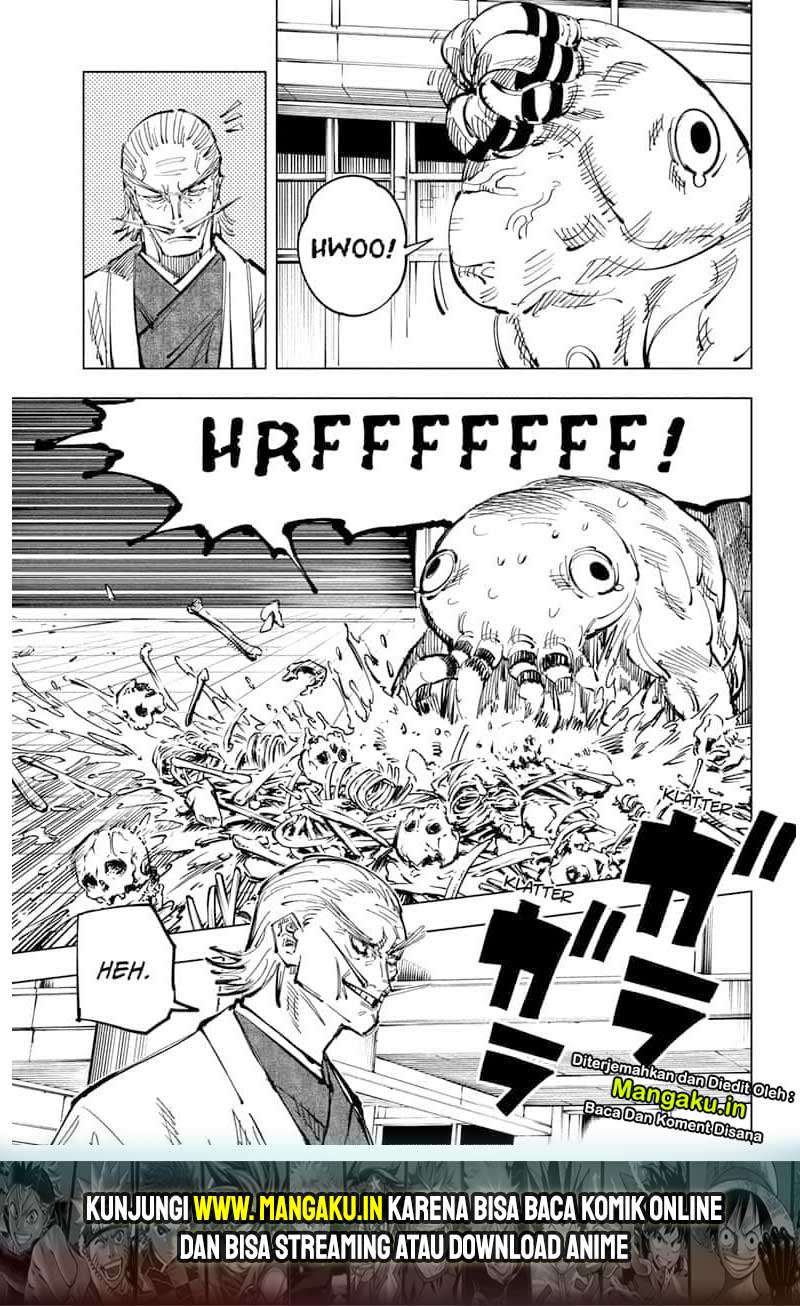 HWOO!
HRFFFFFFF!
KLATTER
ガラ
KLATTER
ガラ
HEH.
Diterjemahkan dan Diedit Oleh :
Mangaku.in
Baca Dan Koment Disana
KUNJUNGI WWW. MANGAKU.IN KARENA BISA BACA KOMIK ONLINE
DAN BISA STREAMING ATAU DOWNLOAD ANIME